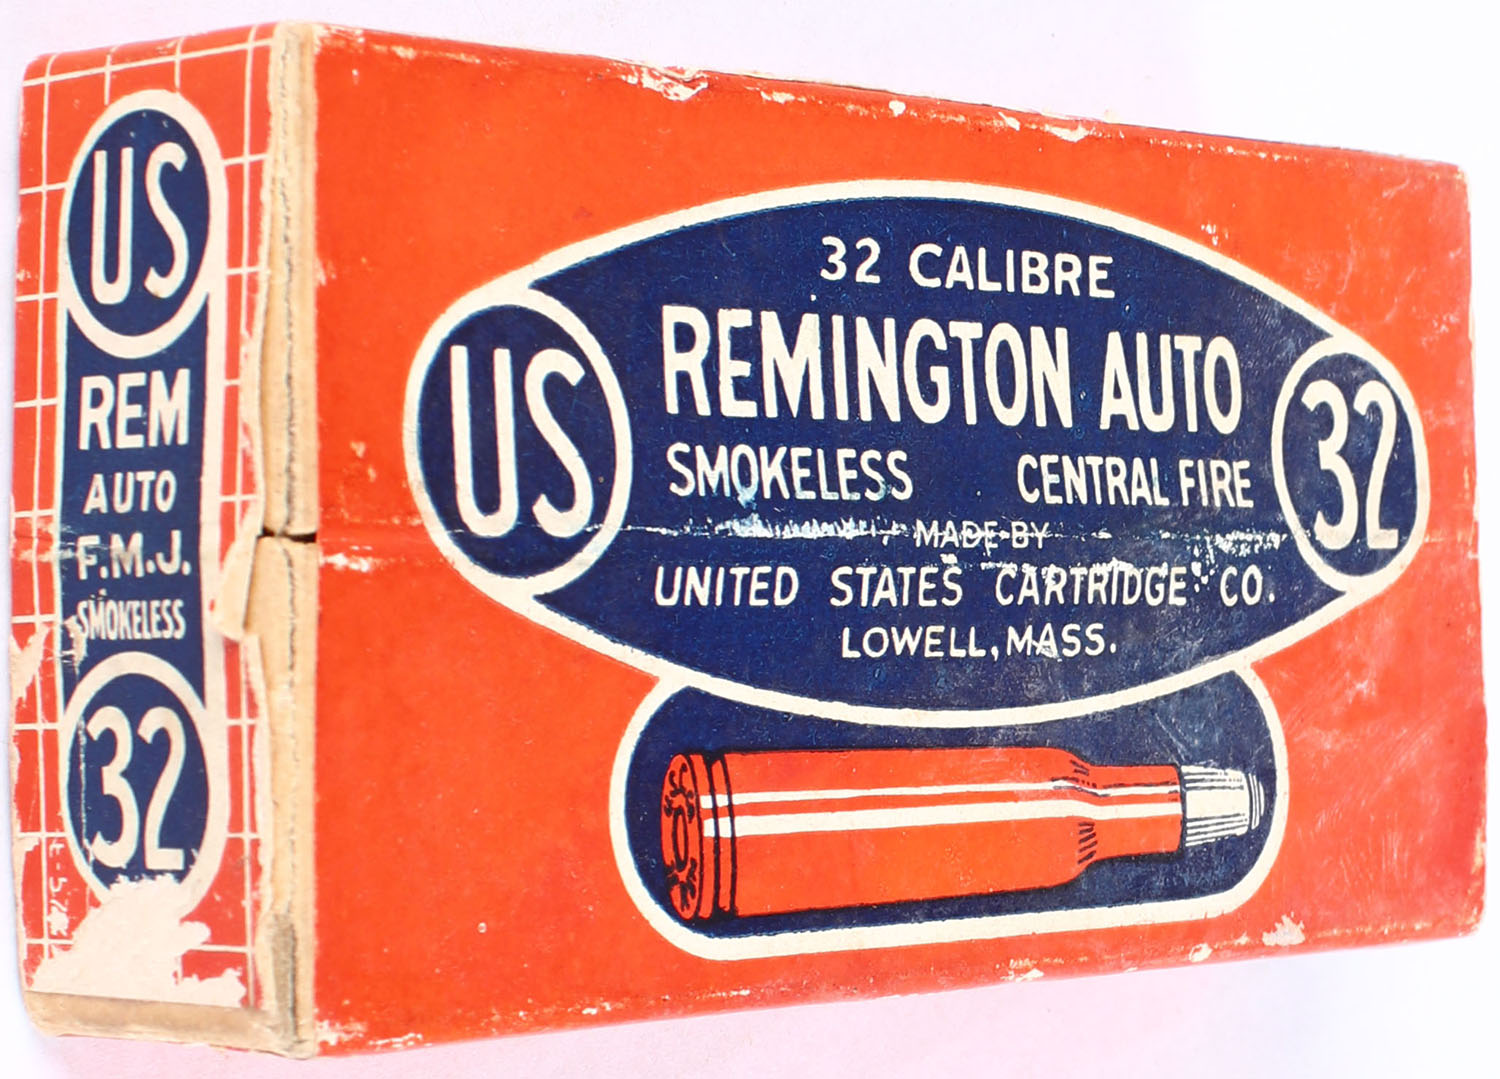 US
REM
AUTO
F.M.J.
SMOKELESS
32
32 CALIBRE
REMINGTON AUTO
SMOKELESS CENTRAL FIRE
US
32
MADE BY
UNITED STATES CARTRIDGE CO.
LOWELL, MASS.